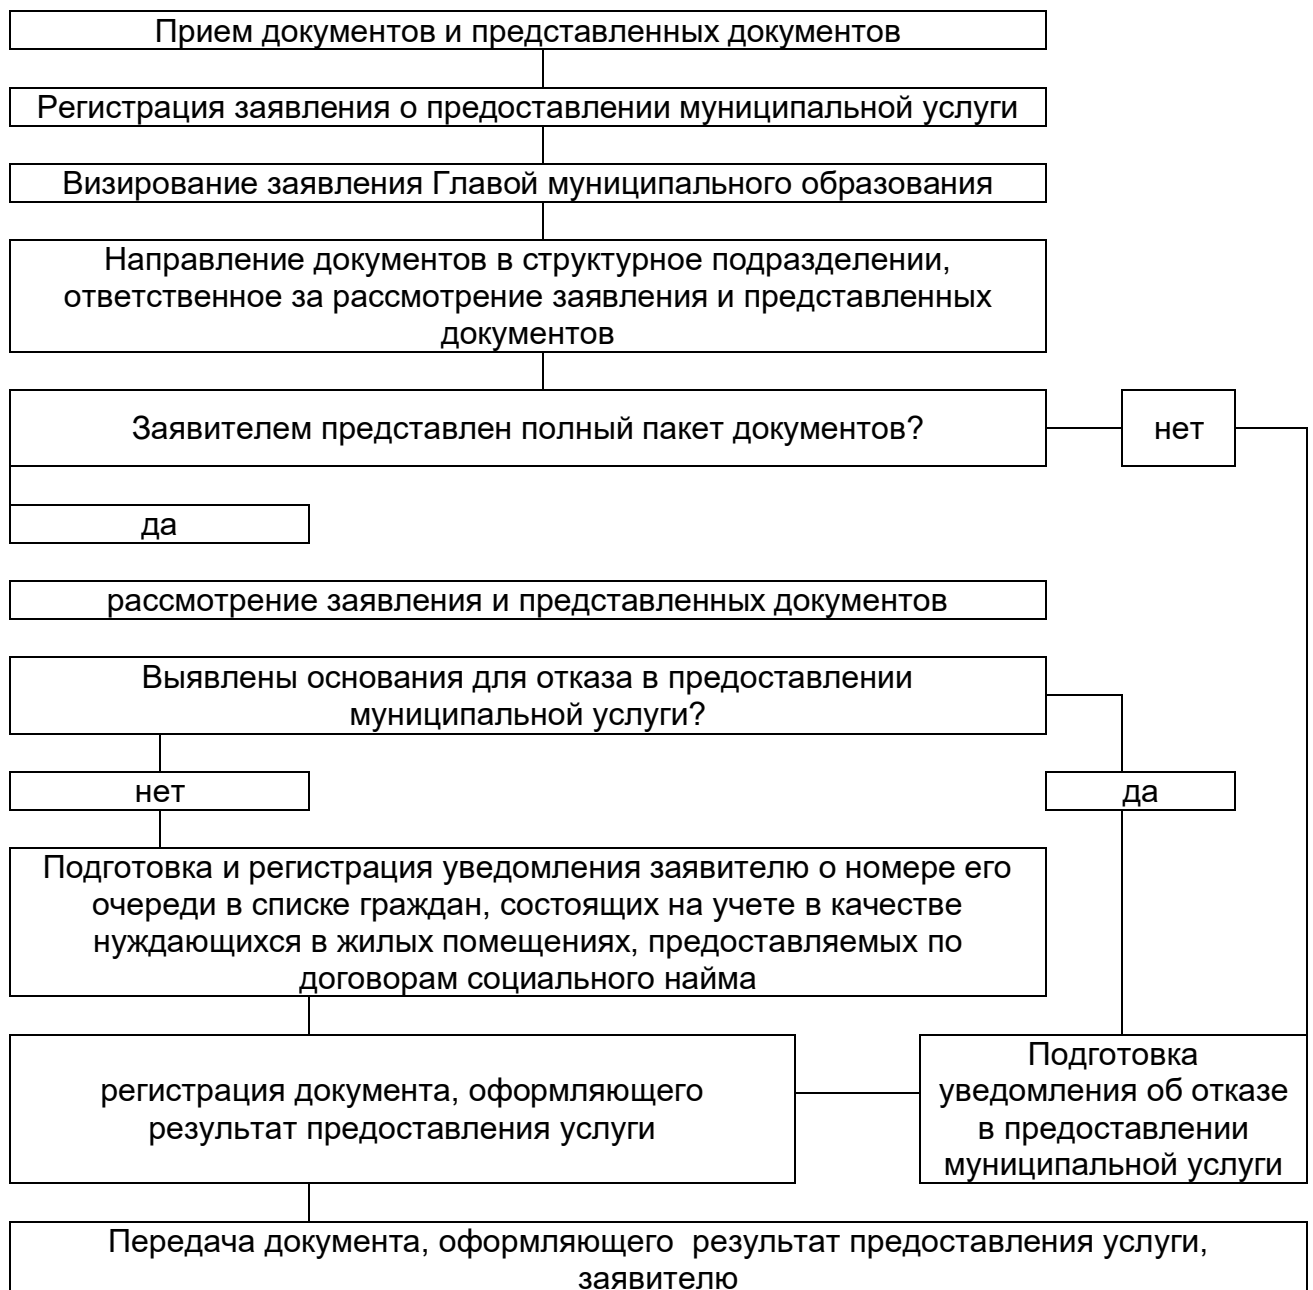 Прием документов и представленных документов
Регистрация заявления о предоставлении муниципальной услуги
Визирование заявления Главой муниципального образования
Направление документов в структурное подразделении,
ответственное за рассмотрение заявления и представленных
документов
Заявителем представлен полный пакет документов?
нет
да
рассмотрение заявления и представленных документов
Выявлены основания для отказа в предоставлении
муниципальной услуги?
нет
да
Подготовка и регистрация уведомления заявителю о номере его
очереди в списке граждан, состоящих на учете в качестве
нуждающихся в жилых помещениях, предоставляемых по
договорам социального найма
регистрация документа, оформляющего
результат предоставления услуги
Подготовка
уведомления об отказе
в предоставлении
муниципальной услуги
Передача документа, оформляющего  результат предоставления услуги,
заявителю